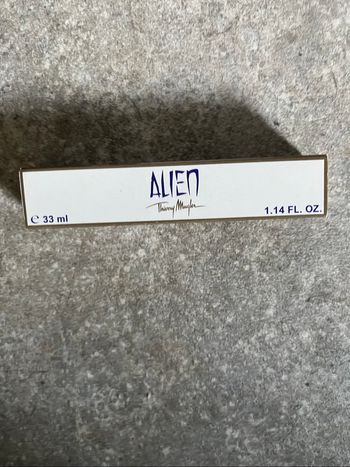 ALIEN
Thierry Mugler
℮ 33 ml
1.14 FL. OZ.